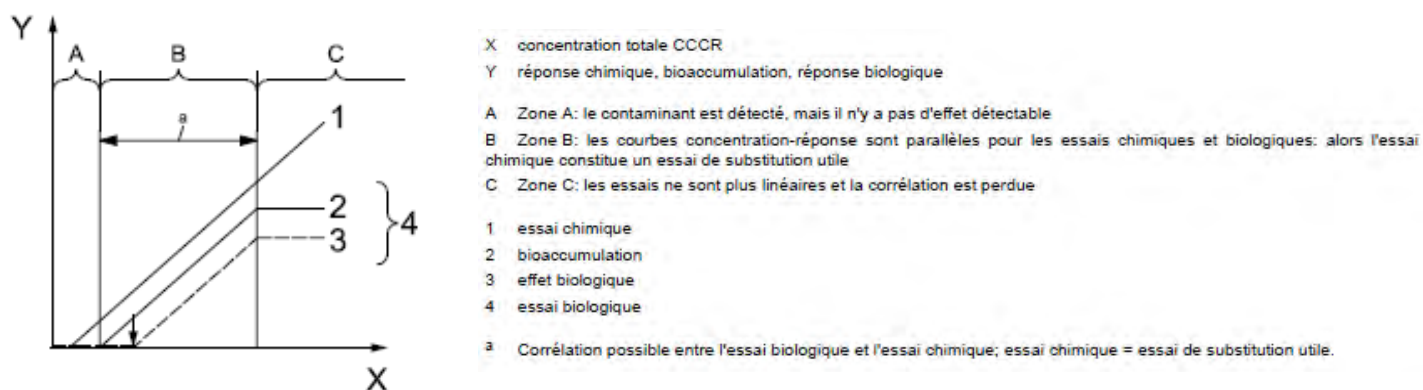 Y
A
B
C
a
1
2
3
4
X
X concentration totale CCCR
Y réponse chimique, bioaccumulation, réponse biologique
A Zone A: le contaminant est détecté, mais il n'y a pas d'effet détectable
B Zone B: les courbes concentration-réponse sont parallèles pour les essais chimiques et biologiques: alors l'essai
chimique constitue un essai de substitution utile
C Zone C: les essais ne sont plus linéaires et la corrélation est perdue
1 essai chimique
2 bioaccumulation
3 effet biologique
4 essai biologique
a Corrélation possible entre l'essai biologique et l'essai chimique; essai chimique = essai de substitution utile.